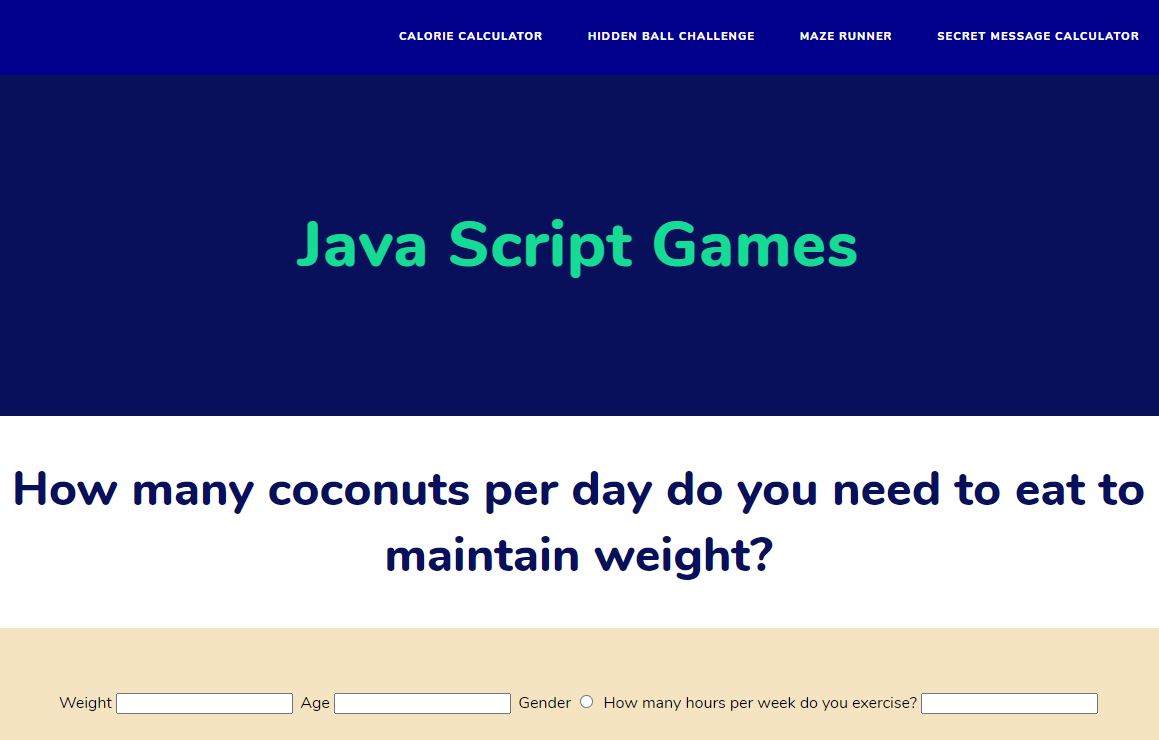 CALORIE CALCULATOR HIDDEN BALL CHALLENGE MAZE RUNNER SECRET MESSAGE CALCULATOR
Java Script Games
How many coconuts per day do you need to eat to
maintain weight?
Weight Age Gender How many hours per week do you exercise?